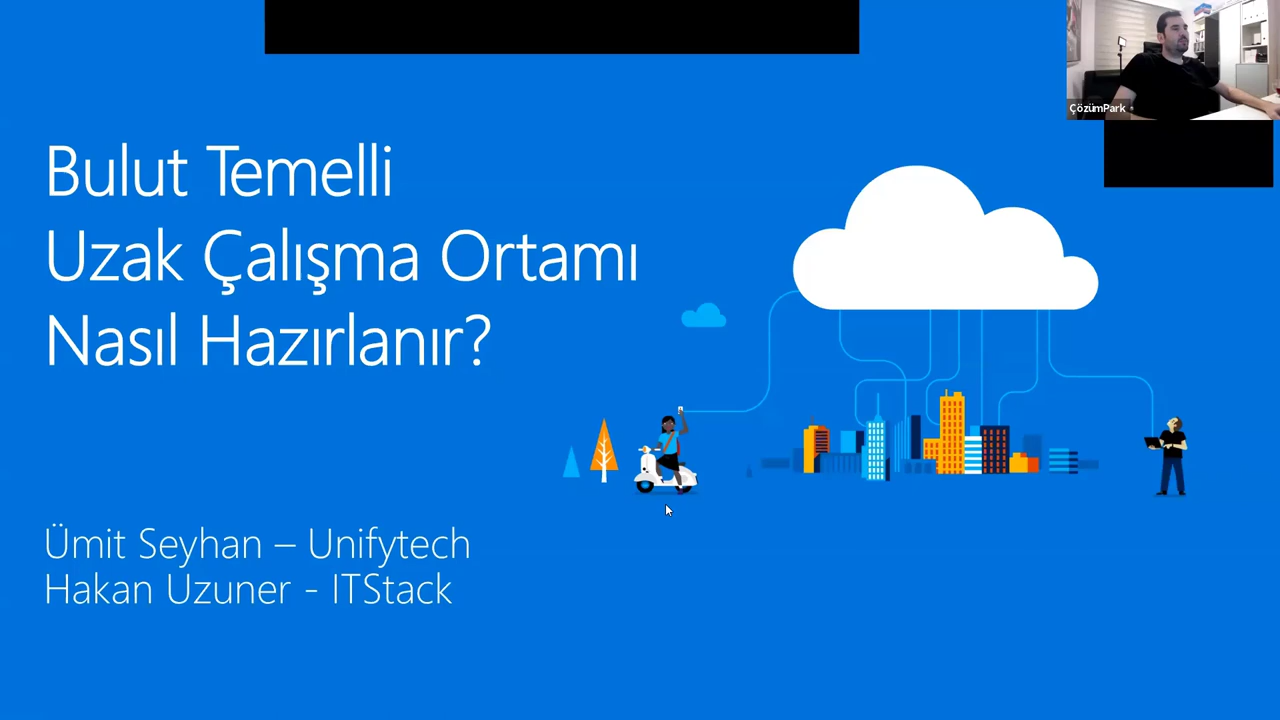 ÇözümPark
Bulut Temelli
Uzak Çalışma Ortamı
Nasıl Hazırlanır?
Ümit Seyhan – Unifytech
Hakan Uzuner - ITStack